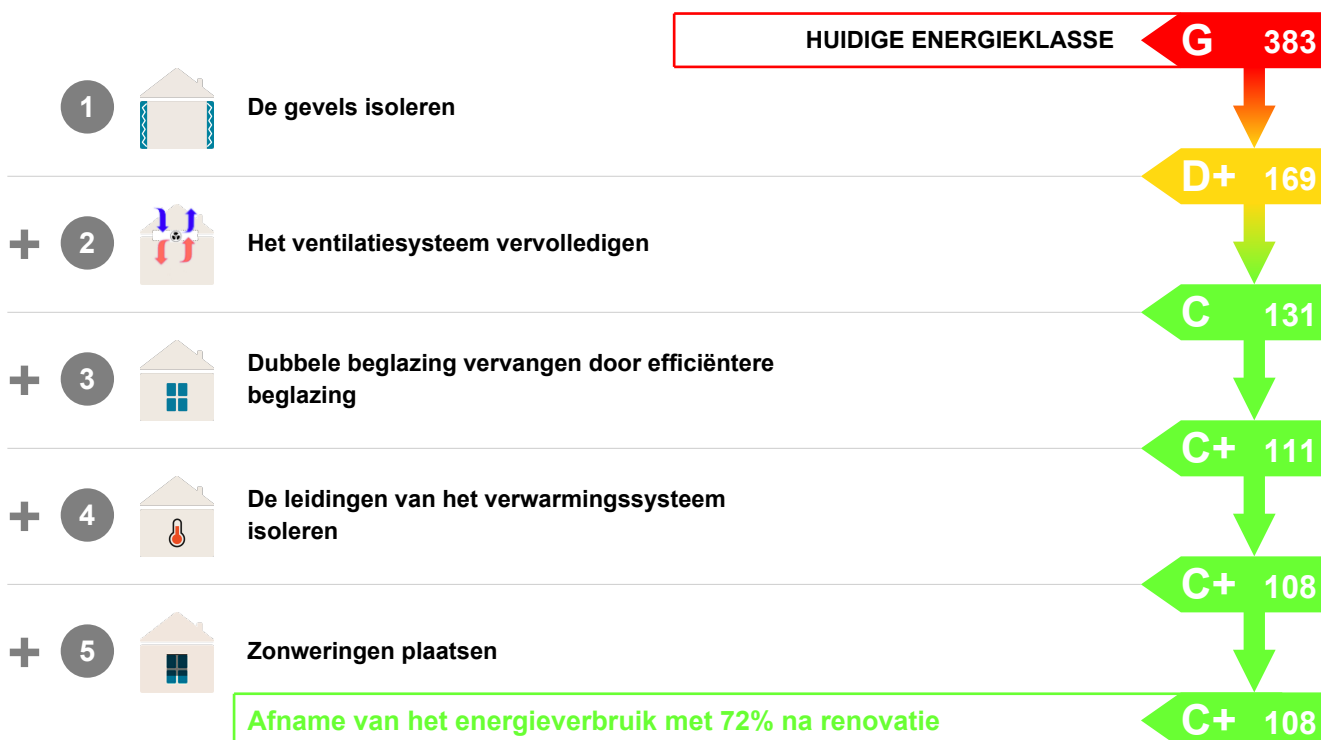 HUIDIGE ENERGIEKLASSE G 383
1 De gevels isoleren
D+ 169
+ 2 Het ventilatiesysteem vervolledigen
C 131
+ 3 Dubbele beglazing vervangen door efficiëntere
beglazing
C+ 111
+ 4 De leidingen van het verwarmingssysteem
isoleren
C+ 108
+ 5 Zonweringen plaatsen
Afname van het energieverbruik met 72% na renovatie C+ 108